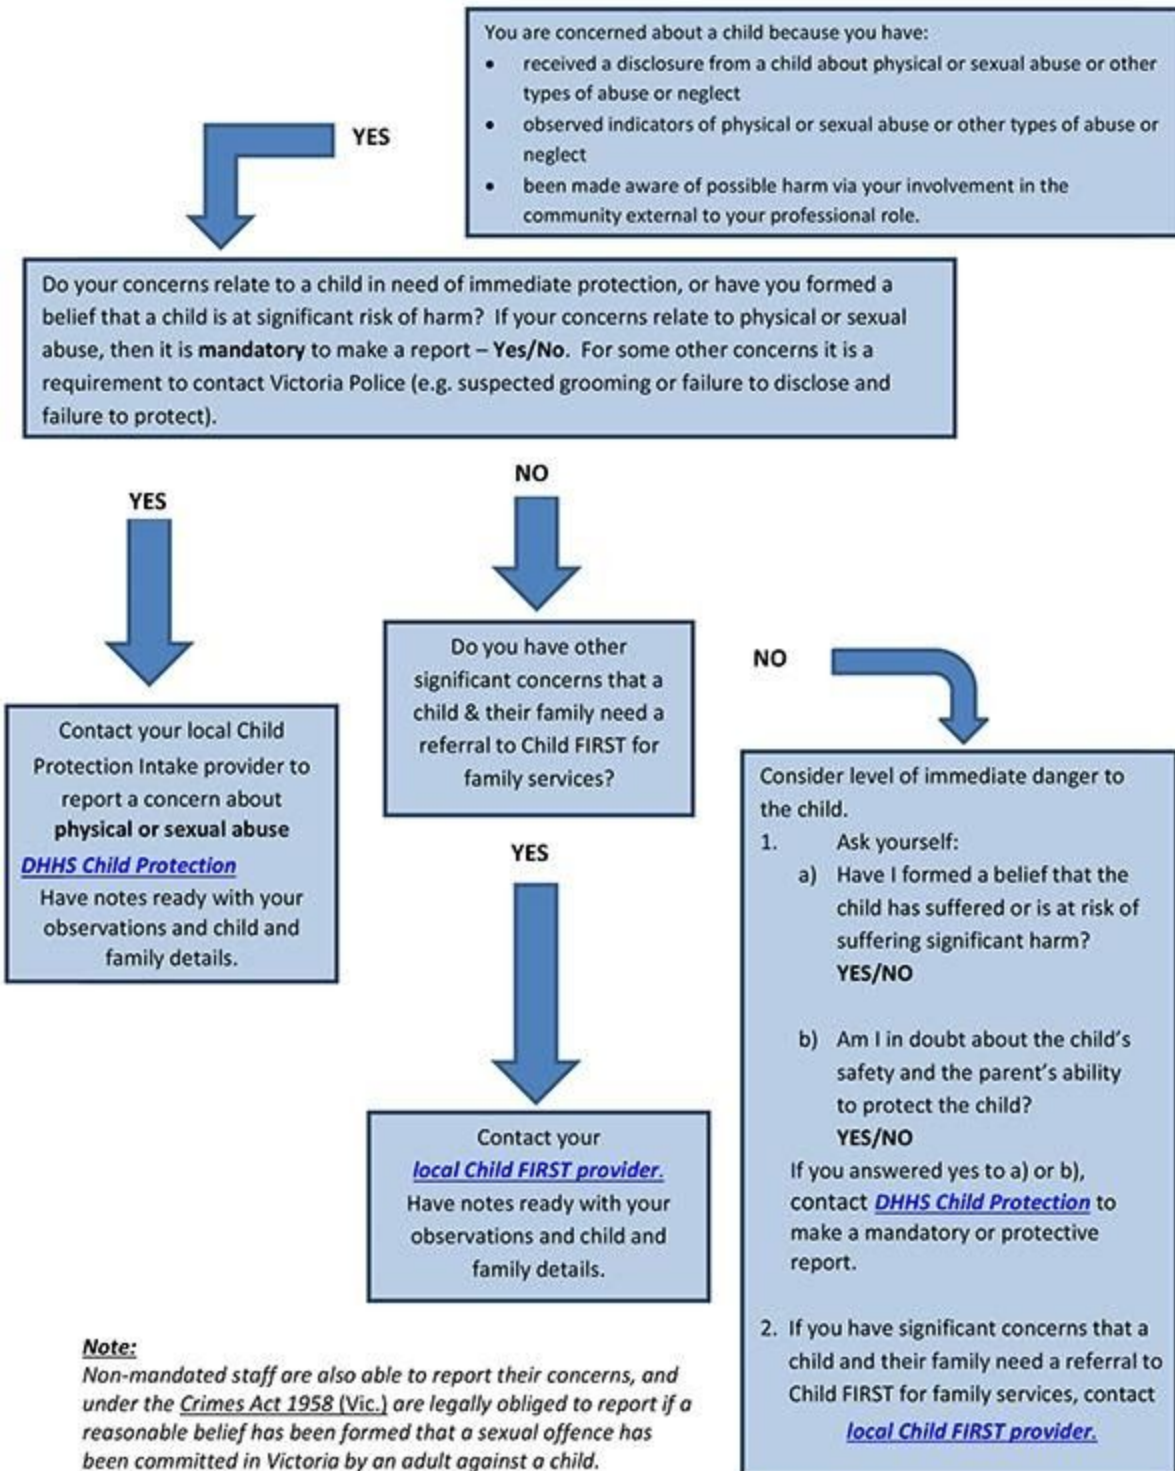 You are concerned about a child because you have:
• received a disclosure from a child about physical or sexual abuse or other
types of abuse or neglect
• observed indicators of physical or sexual abuse or other types of abuse or
neglect
• been made aware of possible harm via your involvement in the
community external to your professional role.
YES
Do your concerns relate to a child in need of immediate protection, or have you formed a
belief that a child is at significant risk of harm? If your concerns relate to physical or sexual
abuse, then it is mandatory to make a report – Yes/No. For some other concerns it is a
requirement to contact Victoria Police (e.g. suspected grooming or failure to disclose and
failure to protect).
YES
Contact your local Child
Protection Intake provider to
report a concern about
physical or sexual abuse
DHHS Child Protection
Have notes ready with your
observations and child and
family details.
NO
Do you have other
significant concerns that a
child & their family need a
referral to Child FIRST for
family services?
YES
Contact your
local Child FIRST provider.
Have notes ready with your
observations and child and
family details.
NO
Consider level of immediate danger to
the child.
1. Ask yourself:
a) Have I formed a belief that the
child has suffered or is at risk of
suffering significant harm?
YES/NO
b) Am I in doubt about the child's
safety and the parent's ability
to protect the child?
YES/NO
If you answered yes to a) or b),
contact DHHS Child Protection to
make a mandatory or protective
report.
2. If you have significant concerns that a
child and their family need a referral to
Child FIRST for family services, contact
local Child FIRST provider.
Note:
Non-mandated staff are also able to report their concerns, and
under the Crimes Act 1958 (Vic.) are legally obliged to report if a
reasonable belief has been formed that a sexual offence has
been committed in Victoria by an adult against a child.